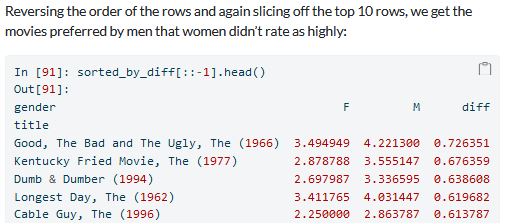 Reversing the order of the rows and again slicing off the top 10 rows, we get the
movies preferred by men that women didn’t rate as highly:
In [91]: sorted_by_diff[::-1].head()
Out[91]:
gender F M diff
title
Good, The Bad and The Ugly, The (1966) 3.494949 4.221300 0.726351
Kentucky Fried Movie, The (1977) 2.878788 3.555147 0.676359
Dumb & Dumber (1994) 2.697987 3.336595 0.638608
Longest Day, The (1962) 3.411765 4.031447 0.619682
Cable Guy, The (1996) 2.250000 2.863787 0.613787